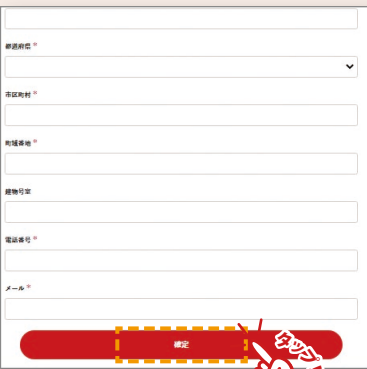 都道府県 *
市区町村 *
町域番地 *
建物号室
電話番号 *
メール *
確定
タップ